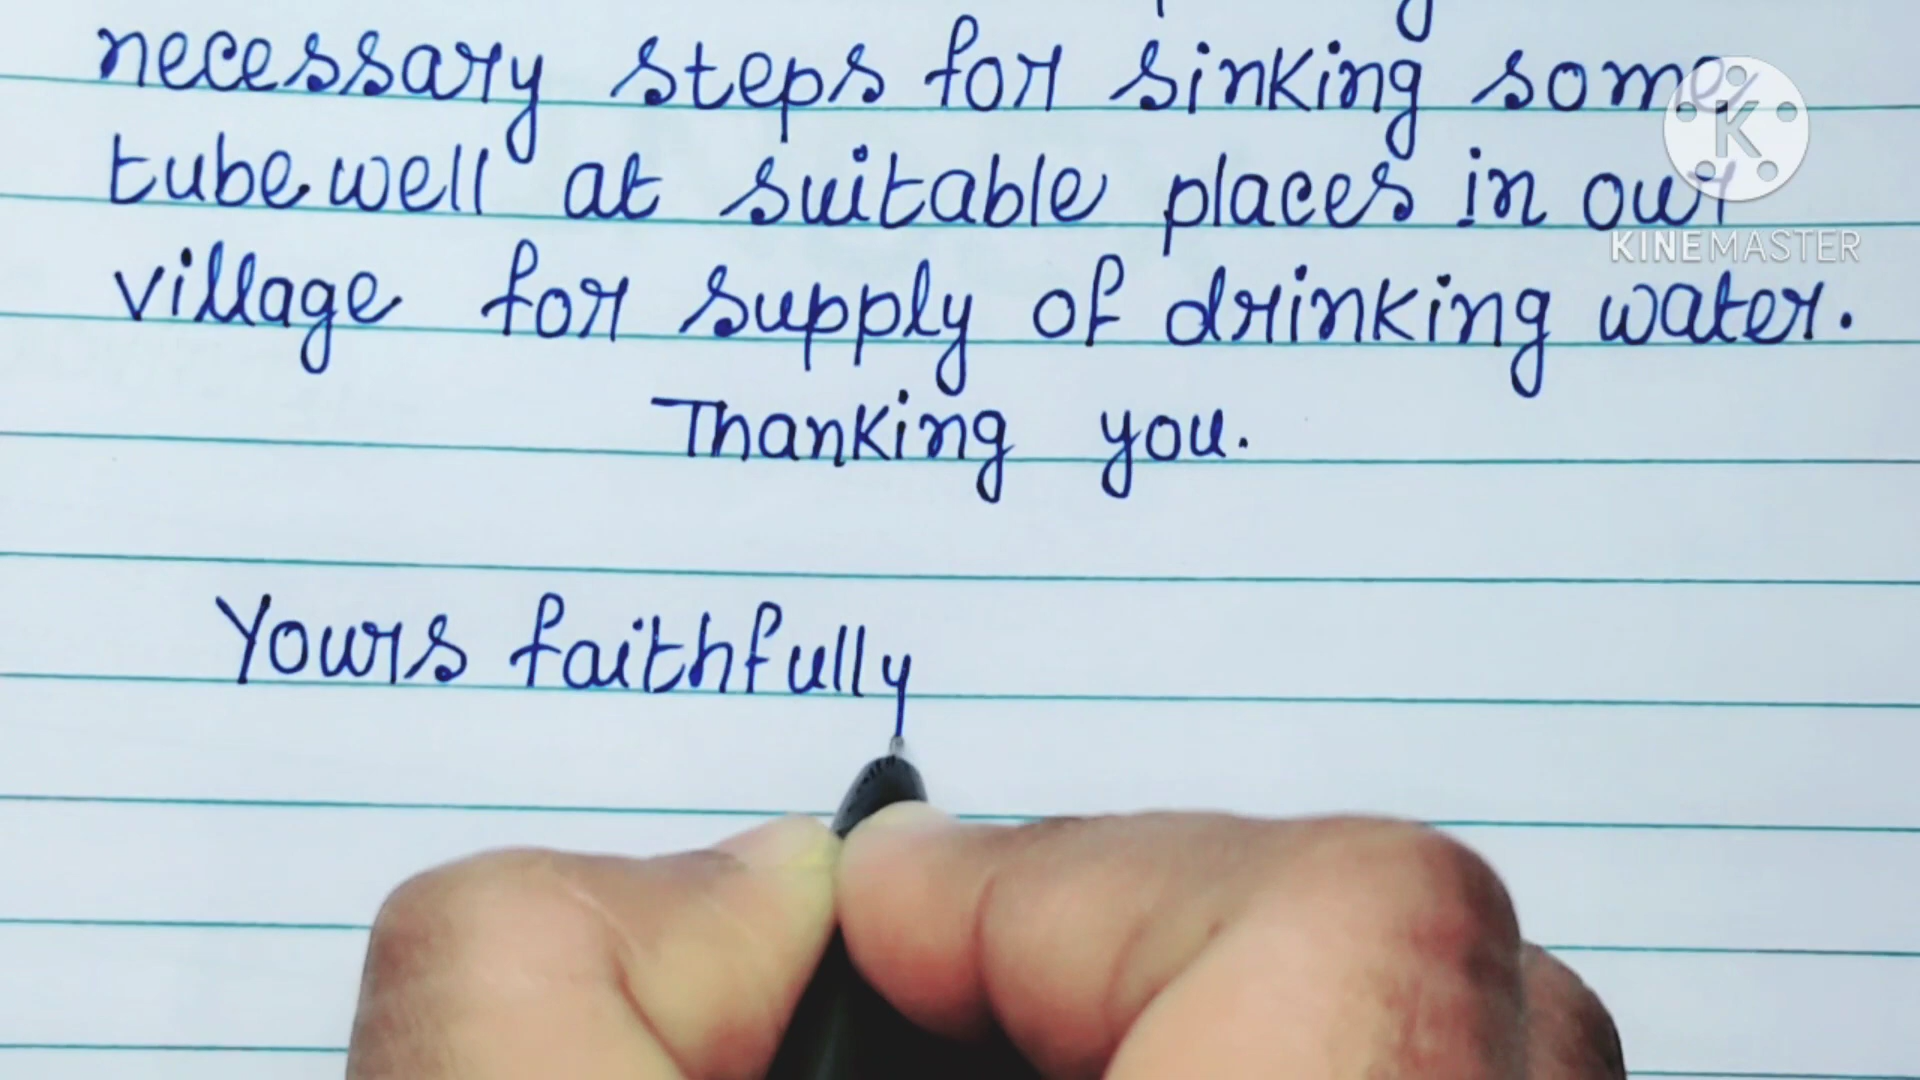 necessary steps for sinking some
tubewell at suitable places in our
village for supply of drinking water.
Thanking you.
Yours faithfully
K
KINEMASTER